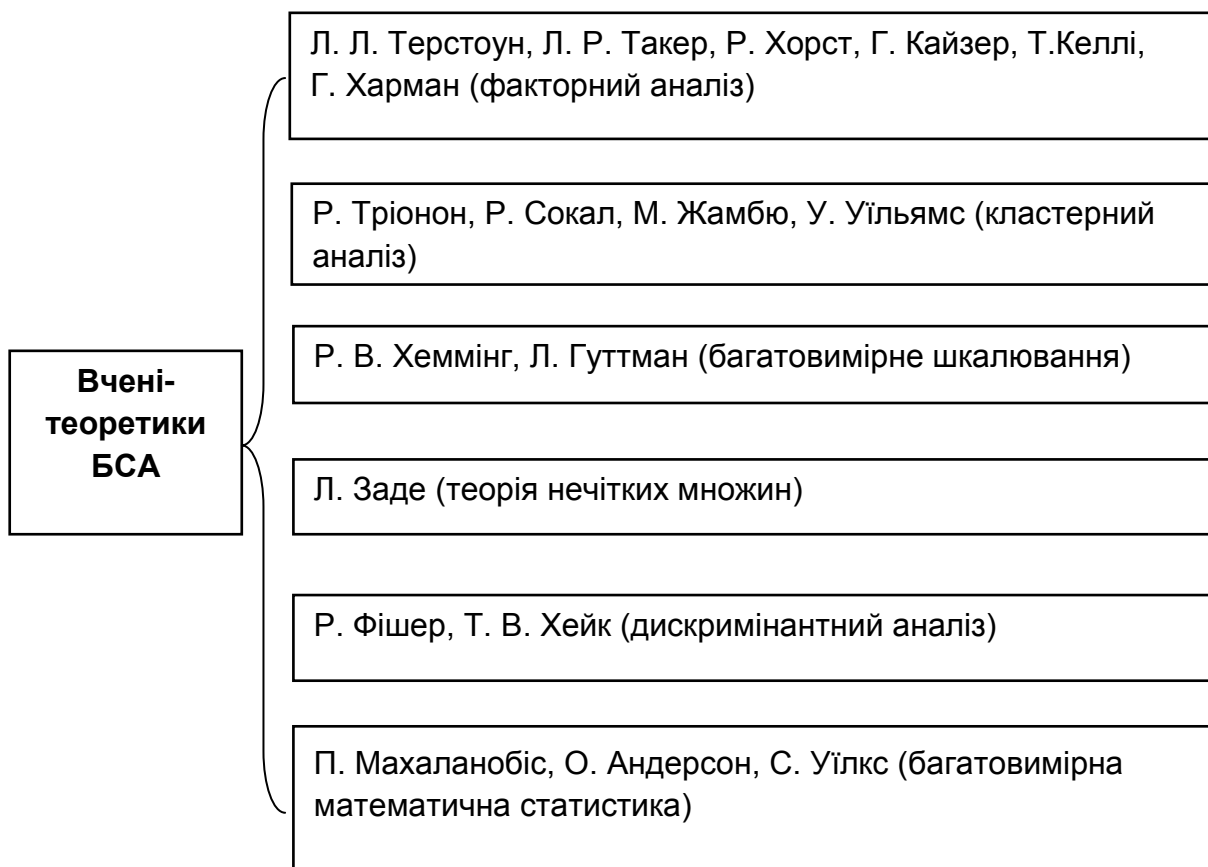 Л. Л. Терстоун, Л. Р. Такер, Р. Хорст, Г. Кайзер, Т.Келлі,
Г. Харман (факторний аналіз)
Р. Тріонон, Р. Сокал, М. Жамбю, У. Уїльямс (кластерний
аналіз)
Р. В. Хеммінг, Л. Гуттман (багатовимірне шкалювання)
Вчені-
теоретики
БСА
Л. Заде (теорія нечітких множин)
Р. Фішер, Т. В. Хейк (дискримінантний аналіз)
П. Махаланобіс, О. Андерсон, С. Уїлкс (багатовимірна
математична статистика)